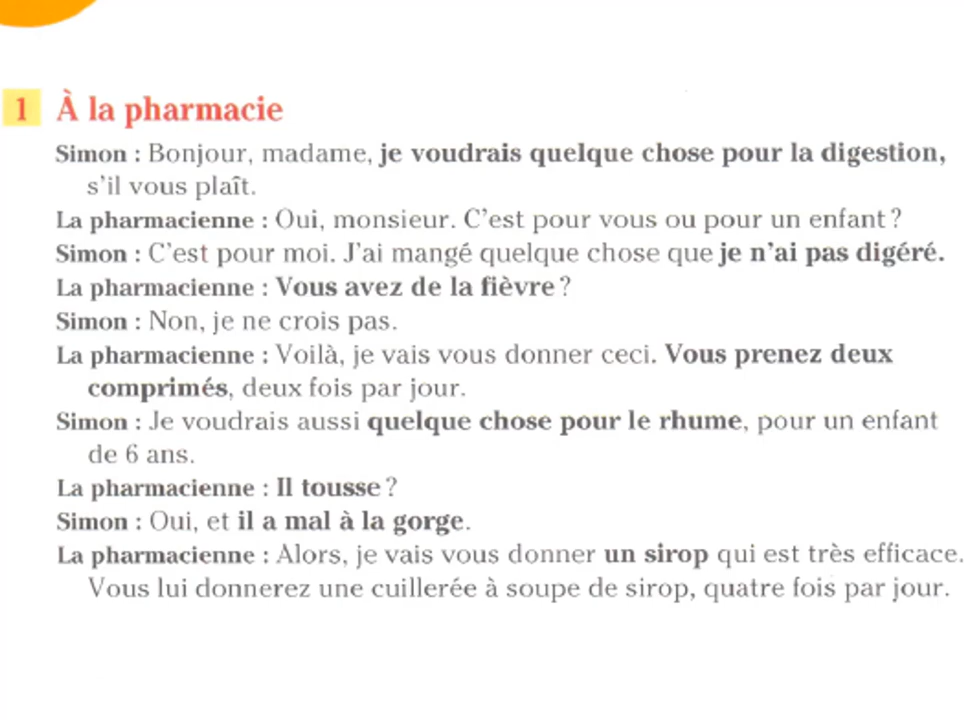 1 À la pharmacie
Simon : Bonjour, madame, je voudrais quelque chose pour la digestion,
s'il vous plaît.
La pharmacienne : Oui, monsieur. C'est pour vous ou pour un enfant ?
Simon : C'est pour moi. J'ai mangé quelque chose que je n'ai pas digéré.
La pharmacienne : Vous avez de la fièvre ?
Simon : Non, je ne crois pas.
La pharmacienne : Voilà, je vais vous donner ceci. Vous prenez deux
comprimés, deux fois par jour.
Simon : Je voudrais aussi quelque chose pour le rhume, pour un enfant
de 6 ans.
La pharmacienne : Il tousse ?
Simon : Oui, et il a mal à la gorge.
La pharmacienne : Alors, je vais vous donner un sirop qui est très efficace.
Vous lui donnerez une cuillerée à soupe de sirop, quatre fois par jour.